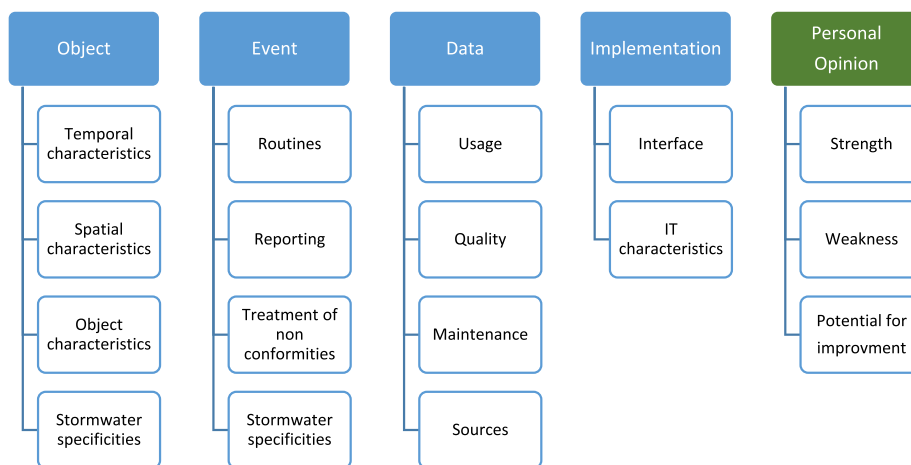 Object
Temporal
characteristics
Spatial
characteristics
Object
characteristics
Stormwater
specificities
Event
Routines
Reporting
Treatment of
non
conformities
Stormwater
specificities
Data
Usage
Quality
Maintenance
Sources
Implementation
Interface
IT
characteristics
Personal
Opinion
Strength
Weakness
Potential for
improvment